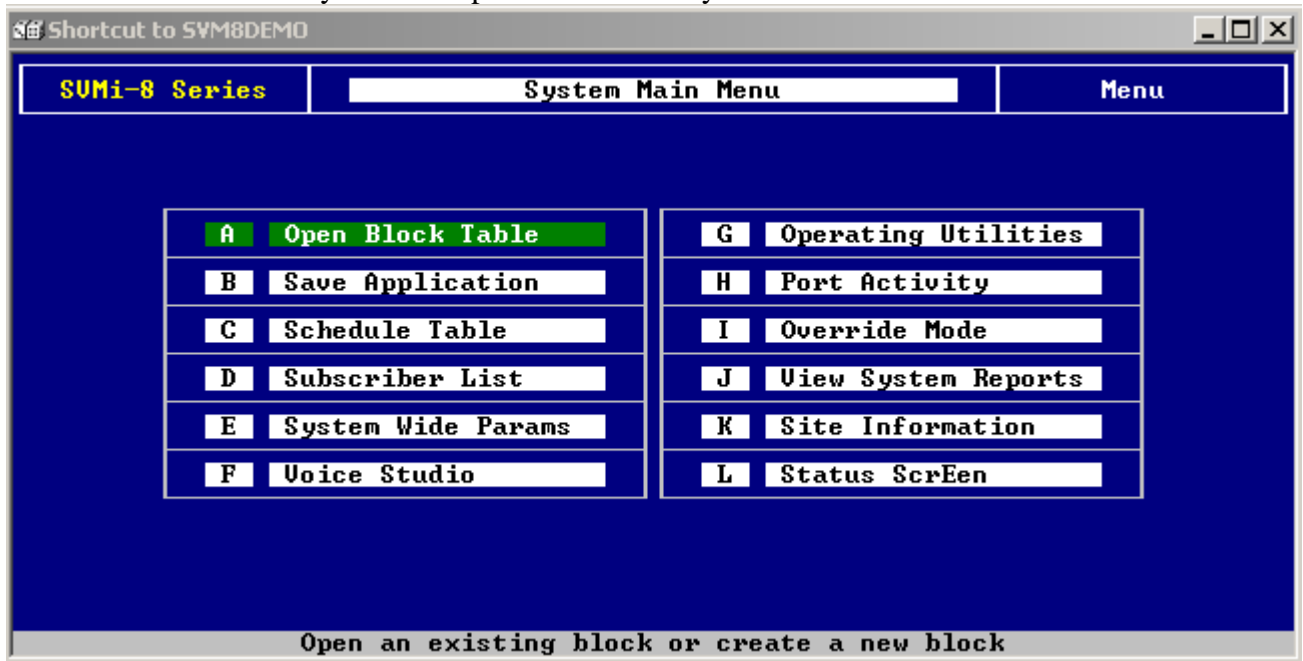 Shortcut to SVM8DEMO
SVMi-8 Series System Main Menu Menu
A Open Block Table
B Save Application
C Schedule Table
D Subscriber List
E System Wide Params
F Voice Studio
G Operating Utilities
H Port Activity
I Override Mode
J View System Reports
K Site Information
L Status ScrEen
Open an existing block or create a new block